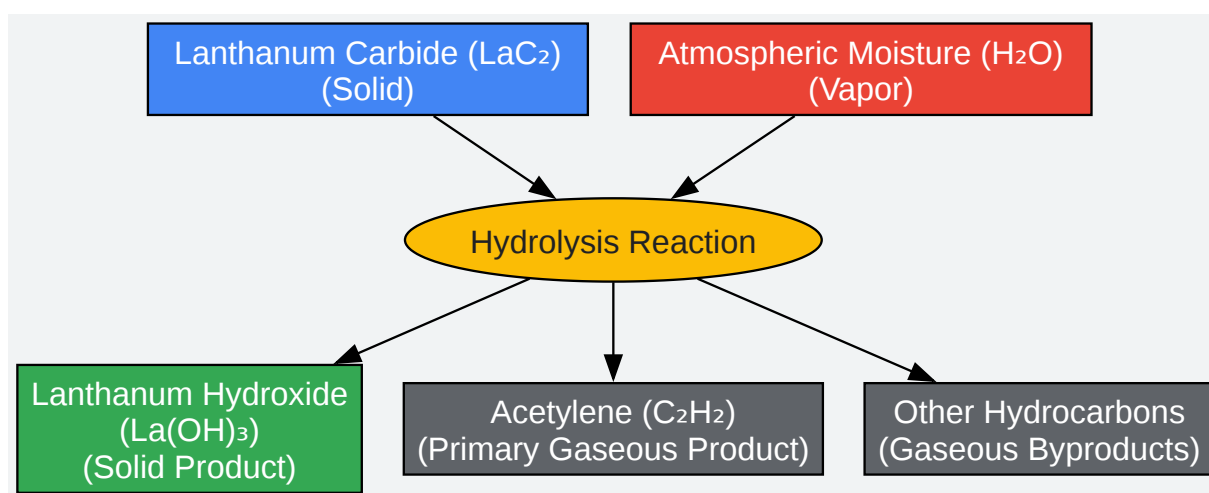 Lanthanum Carbide (LaC₂)
(Solid)
Atmospheric Moisture (H₂O)
(Vapor)
Hydrolysis Reaction
Lanthanum Hydroxide
(La(OH)₃)
(Solid Product)
Acetylene (C₂H₂)
(Primary Gaseous Product)
Other Hydrocarbons
(Gaseous Byproducts)